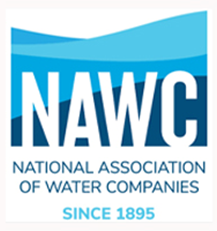 NAWC
NATIONAL ASSOCIATION
OF WATER COMPANIES
SINCE 1895